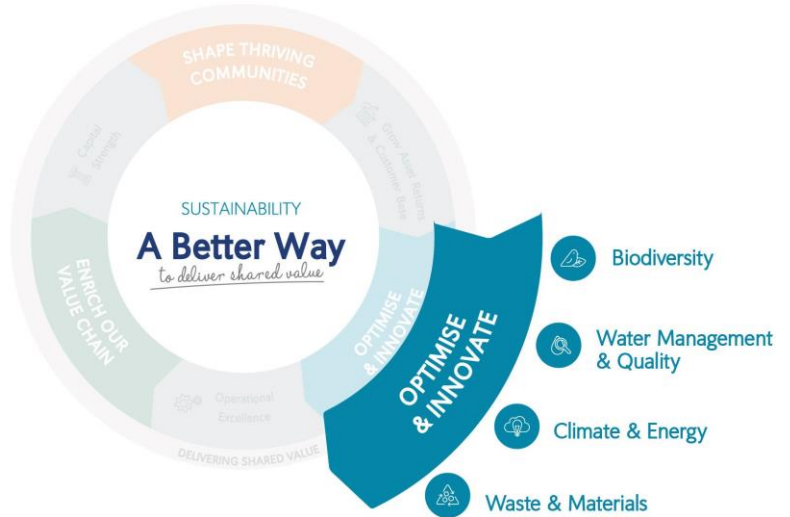 SHAPE THRIVING
COMMUNITIES
Capital
Strength
Grow Asset Returns
& Customer Base
SUSTAINABILITY
A Better Way
to deliver shared value
ENRICH OUR
VALUE CHAIN
OPTIMISE
& INNOVATE
Operational
Excellence
DELIVERING SHARED VALUE
OPTIMISE
& INNOVATE
Biodiversity
Water Management
& Quality
Climate & Energy
Waste & Materials